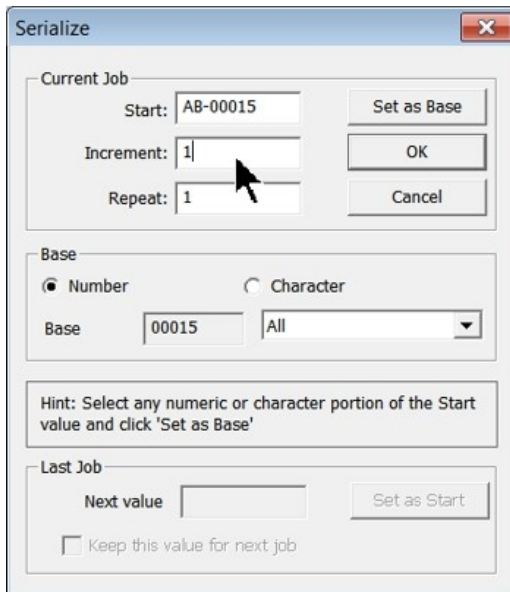 Serialize
Current Job
Start: AB-00015 Set as Base
Increment: 1 OK
Repeat: 1 Cancel
Base
Number Character
Base 00015 All
Hint: Select any numeric or character portion of the Start
value and click 'Set as Base'
Last Job
Next value Set as Start
Keep this value for next job